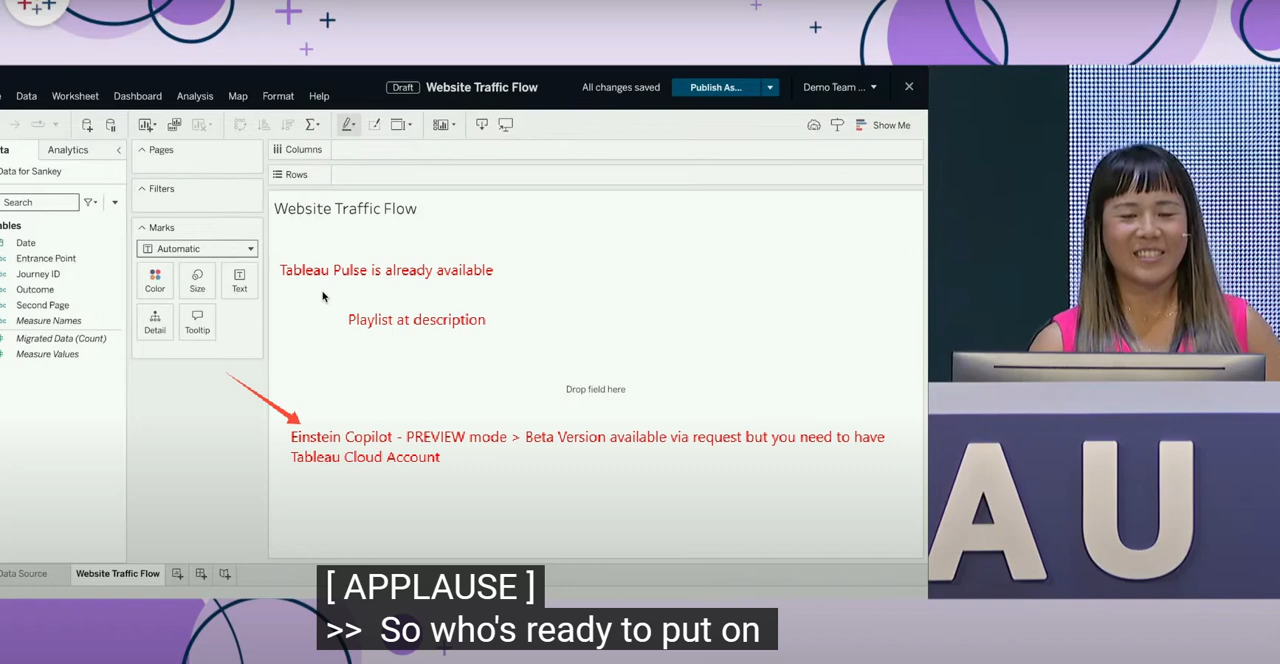 Data Worksheet Dashboard Analysis Map Format Help
Draft Website Traffic Flow
All changes saved
Publish As...
Demo Team ...
Σ
Show Me
ta Analytics
Data for Sankey
Search
ables
Date
Entrance Point
Journey ID
Outcome
Second Page
Measure Names
Migrated Data (Count)
Measure Values
Pages
Filters
Marks
Automatic
Color Size Text
Detail Tooltip
Columns
Rows
Website Traffic Flow
Tableau Pulse is already available
Playlist at description
Drop field here
Einstein Copilot - PREVIEW mode > Beta Version available via request but you need to have
Tableau Cloud Account
Data Source Website Traffic Flow
AU
[ APPLAUSE ]
>> So who's ready to put on